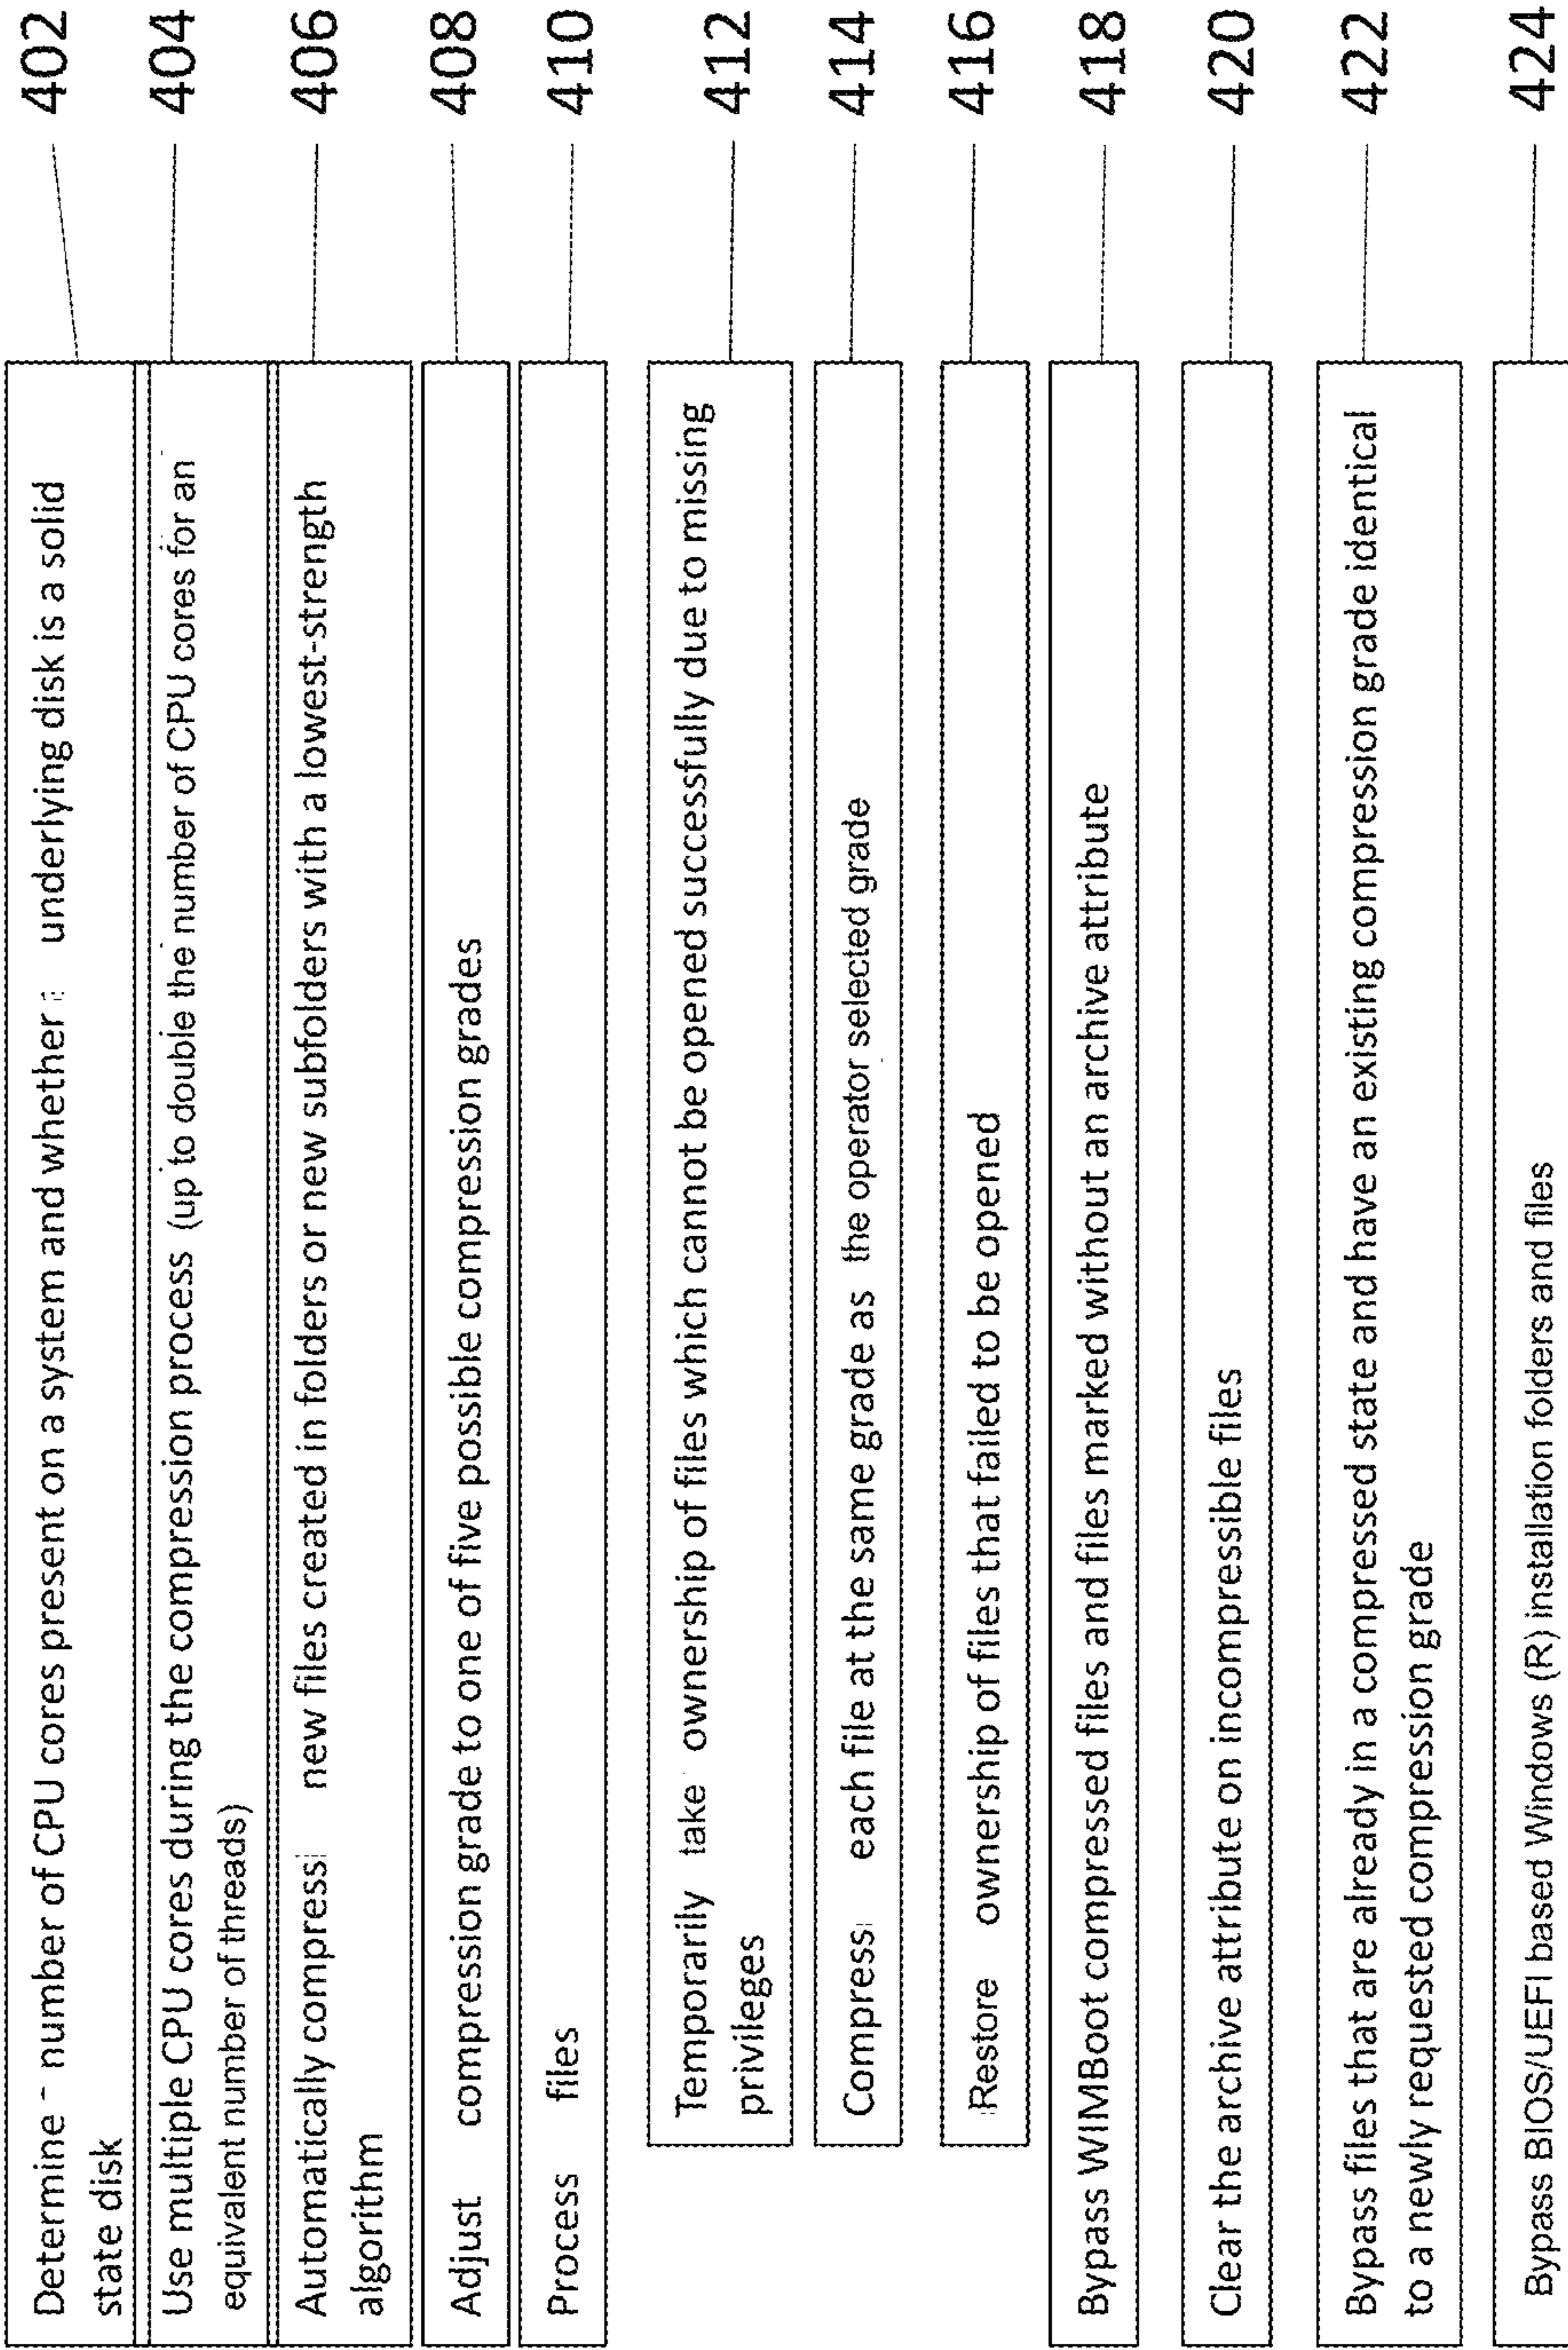 Determine number of CPU cores present on a system and whether underlying disk is a solid
state disk
402
Use multiple CPU cores during the compression process (up to double the number of CPU cores for an
equivalent number of threads)
404
Automatically compress new files created in folders or new subfolders with a lowest-strength
algorithm
406
Adjust compression grade to one of five possible compression grades
408
Process files
410
Temporarily take ownership of files which cannot be opened successfully due to missing
privileges
412
Compress each file at the same grade as the operator selected grade
414
Restore ownership of files that failed to be opened
416
Bypass WIMBoot compressed files and files marked without an archive attribute
418
Clear the archive attribute on incompressible files
420
Bypass files that are already in a compressed state and have an existing compression grade identical
to a newly requested compression grade
422
Bypass BIOS/UEFI based Windows (R) installation folders and files
424